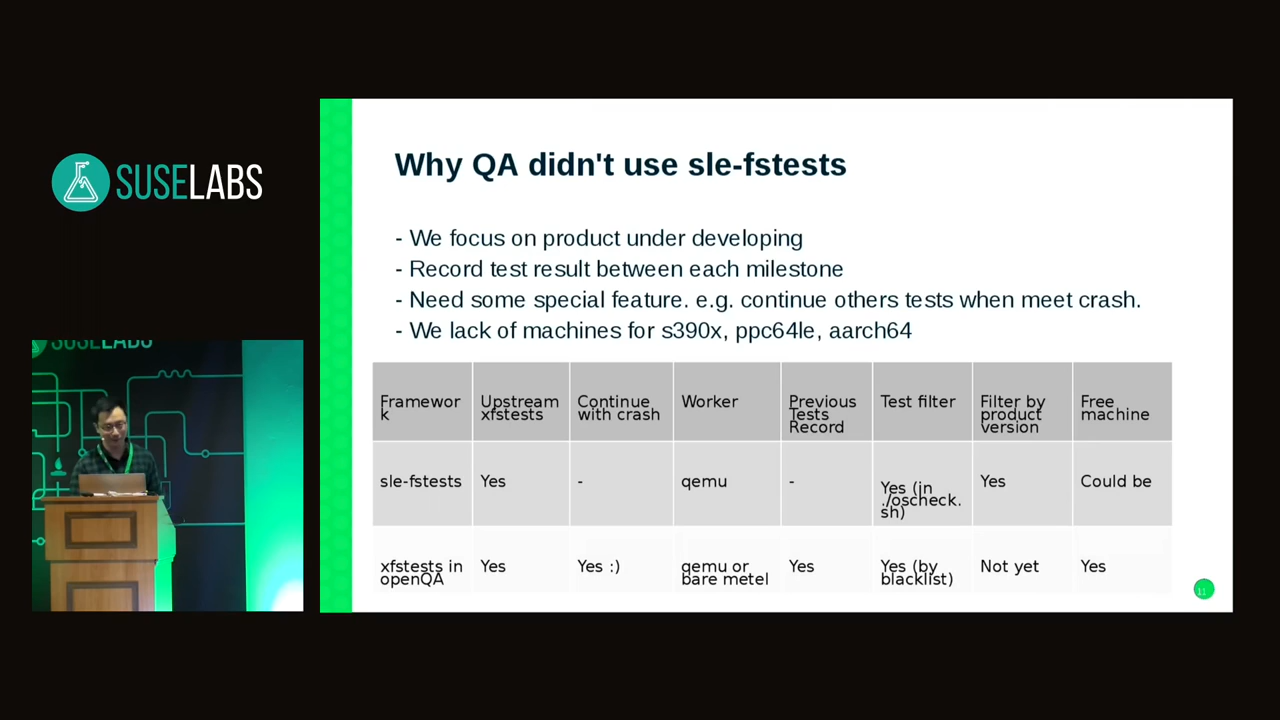 SUSELABS
SUSELABS
Why QA didn't use sle-fstests
- We focus on product under developing
- Record test result between each milestone
- Need some special feature. e.g. continue others tests when meet crash.
- We lack of machines for s390x, ppc64le, aarch64
Framewor
k
Upstream
xfstests
Continue
with crash
Worker
Previous
Tests
Record
Test filter
Filter by
product
version
Free
machine
sle-fstests
Yes
-
qemu
-
Yes (in
./oscheck.
sh)
Yes
Could be
xfstests in
openQA
Yes
Yes :)
qemu or
bare metel
Yes
Yes (by
blacklist)
Not yet
Yes
11